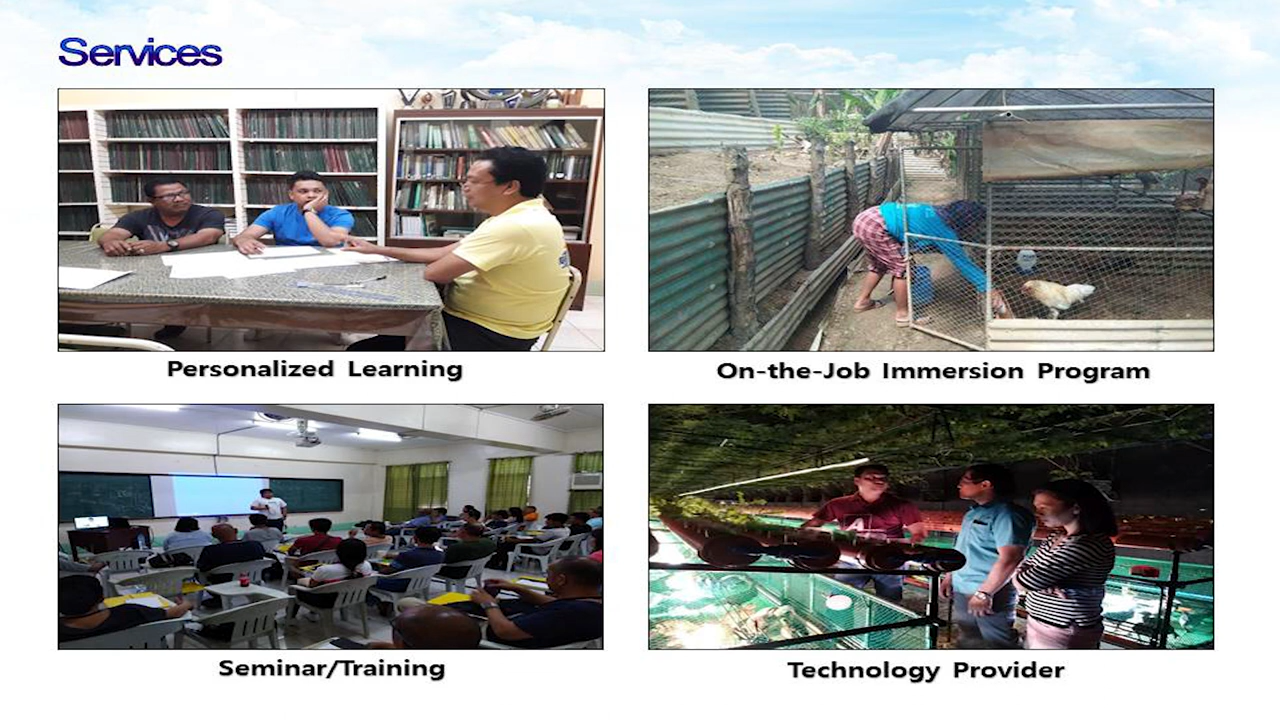 Services
Personalized Learning
On-the-Job Immersion Program
Seminar/Training
Technology Provider